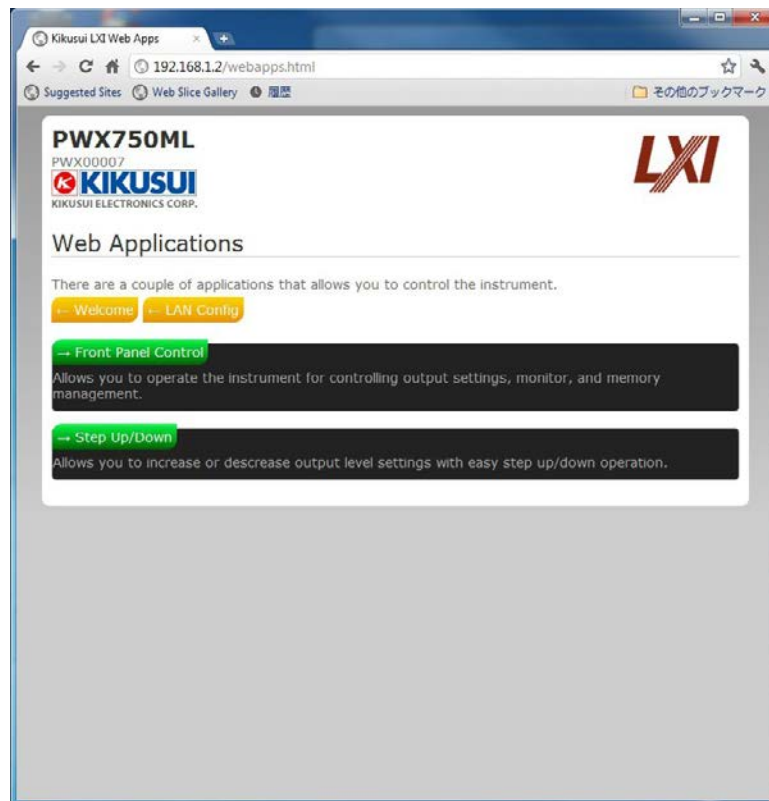 Kikusui LXI Web Apps
192.168.1.2/webapps.html
Suggested Sites Web Slice Gallery 履歴 その他のブックマーク
PWX750ML
PWX00007
KIKUSUI
KIKUSUI ELECTRONICS CORP.
LXI
Web Applications
There are a couple of applications that allows you to control the instrument.
← Welcome ← LAN Config
→ Front Panel Control
Allows you to operate the instrument for controlling output settings, monitor, and memory
management.
→ Step Up/Down
Allows you to increase or descrease output level settings with easy step up/down operation.